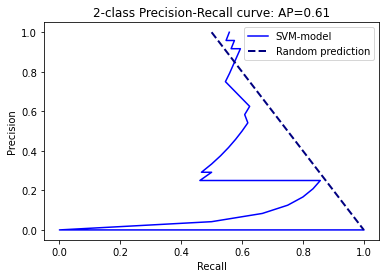 2-class Precision-Recall curve: AP=0.61
SVM-model
Random prediction
Precision
1.0
0.8
0.6
0.4
0.2
0.0
0.0 0.2 0.4 0.6 0.8 1.0
Recall